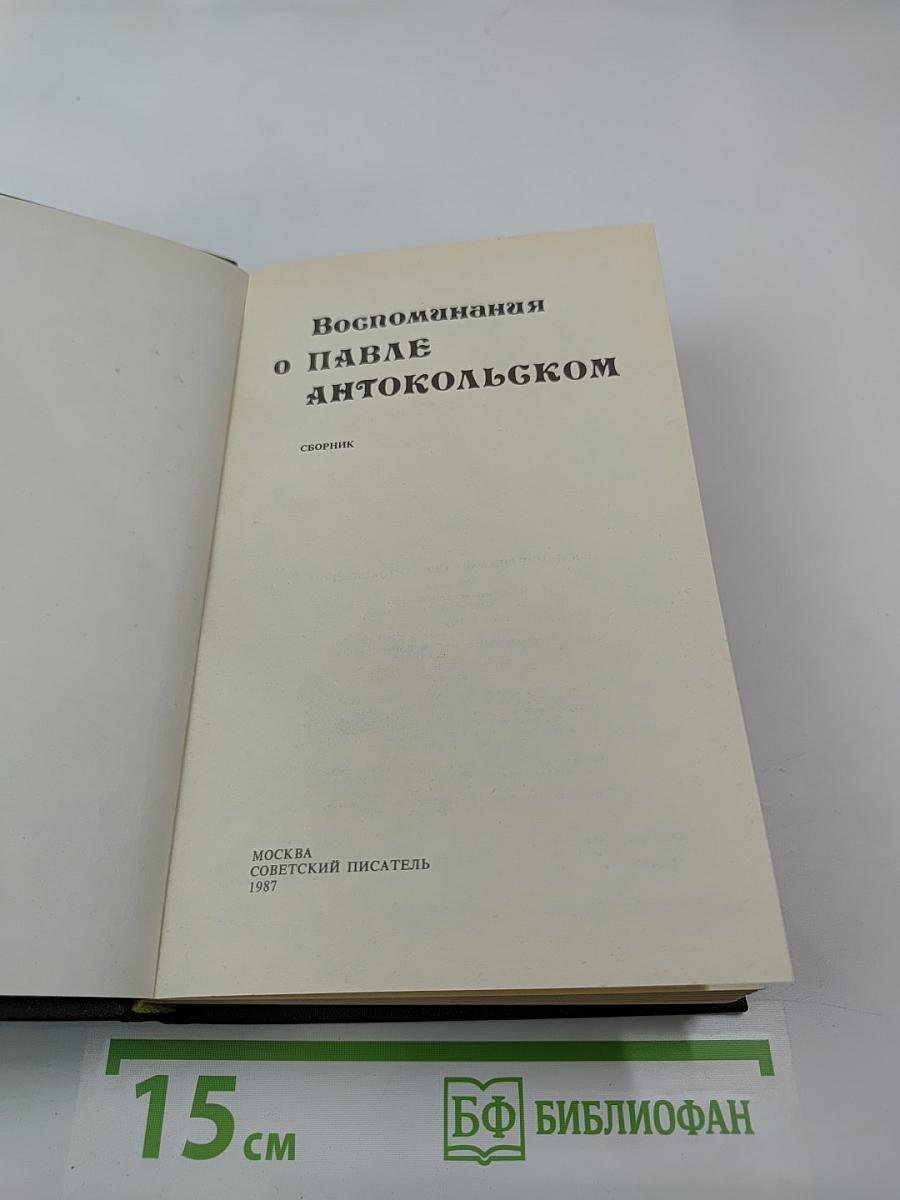 Воспоминания
о ПАВЛЕ
АНТОКОЛЬСКОМ
СБОРНИК
МОСКВА
СОВЕТСКИЙ ПИСАТЕЛЬ
1987
15 см
БФ БИБЛИОФАН